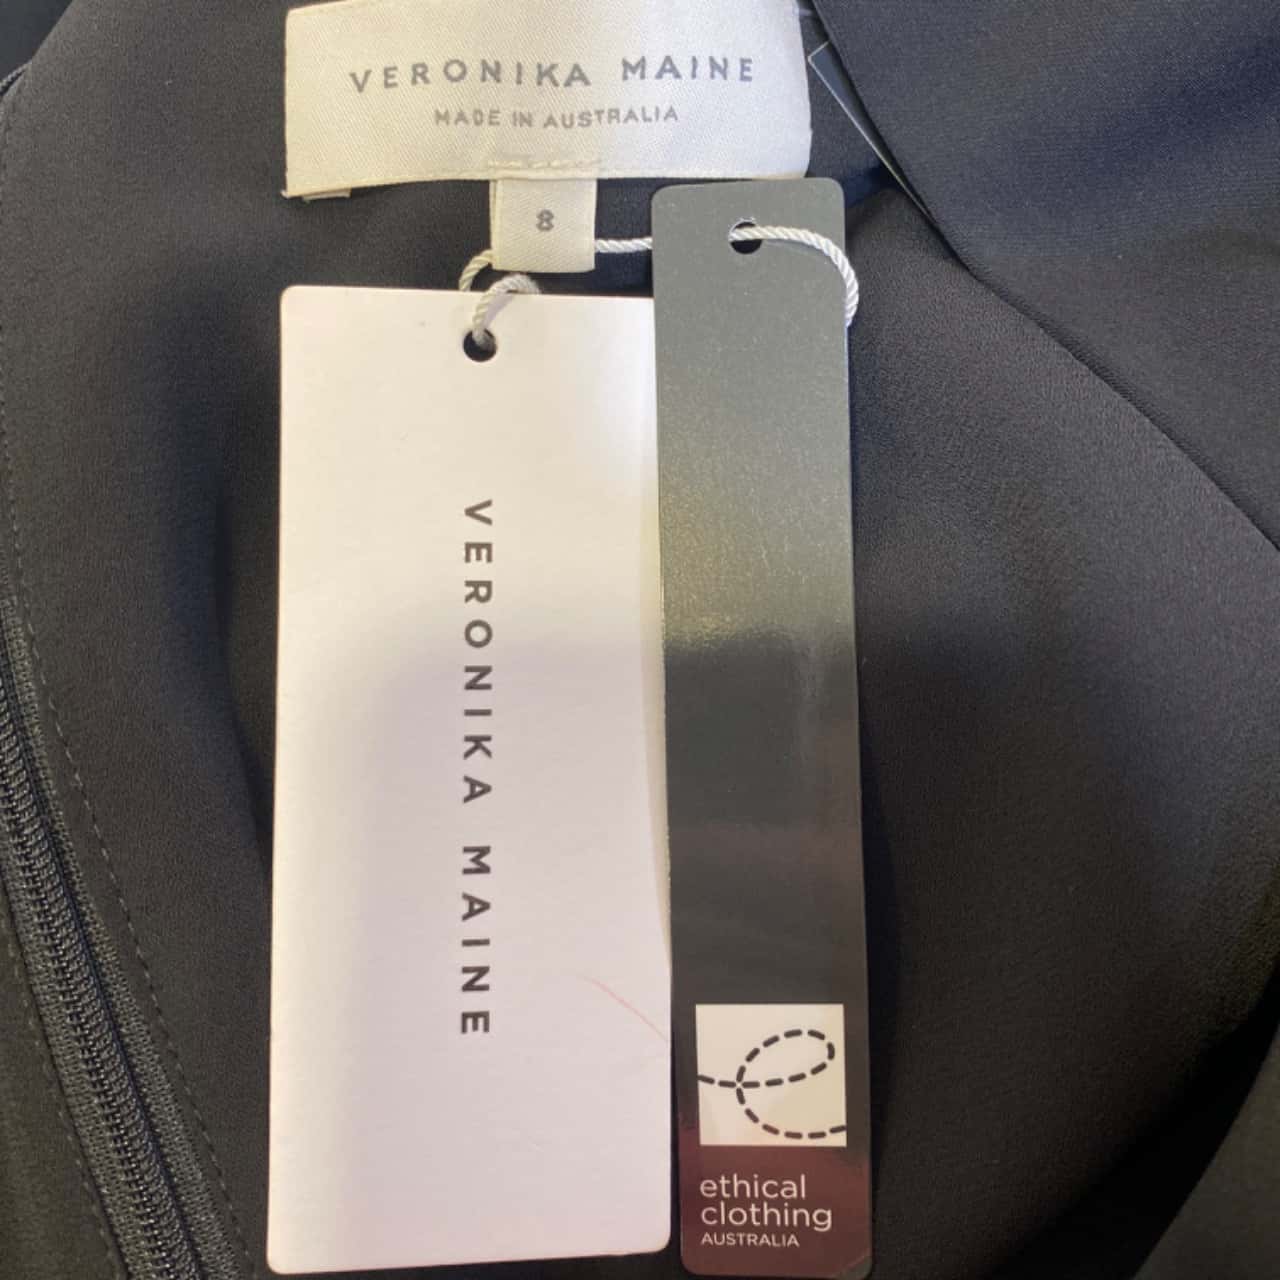 VERONIKA MAINE
MADE IN AUSTRALIA
8
VERONIKA MAINE
ethical
clothing
AUSTRALIA